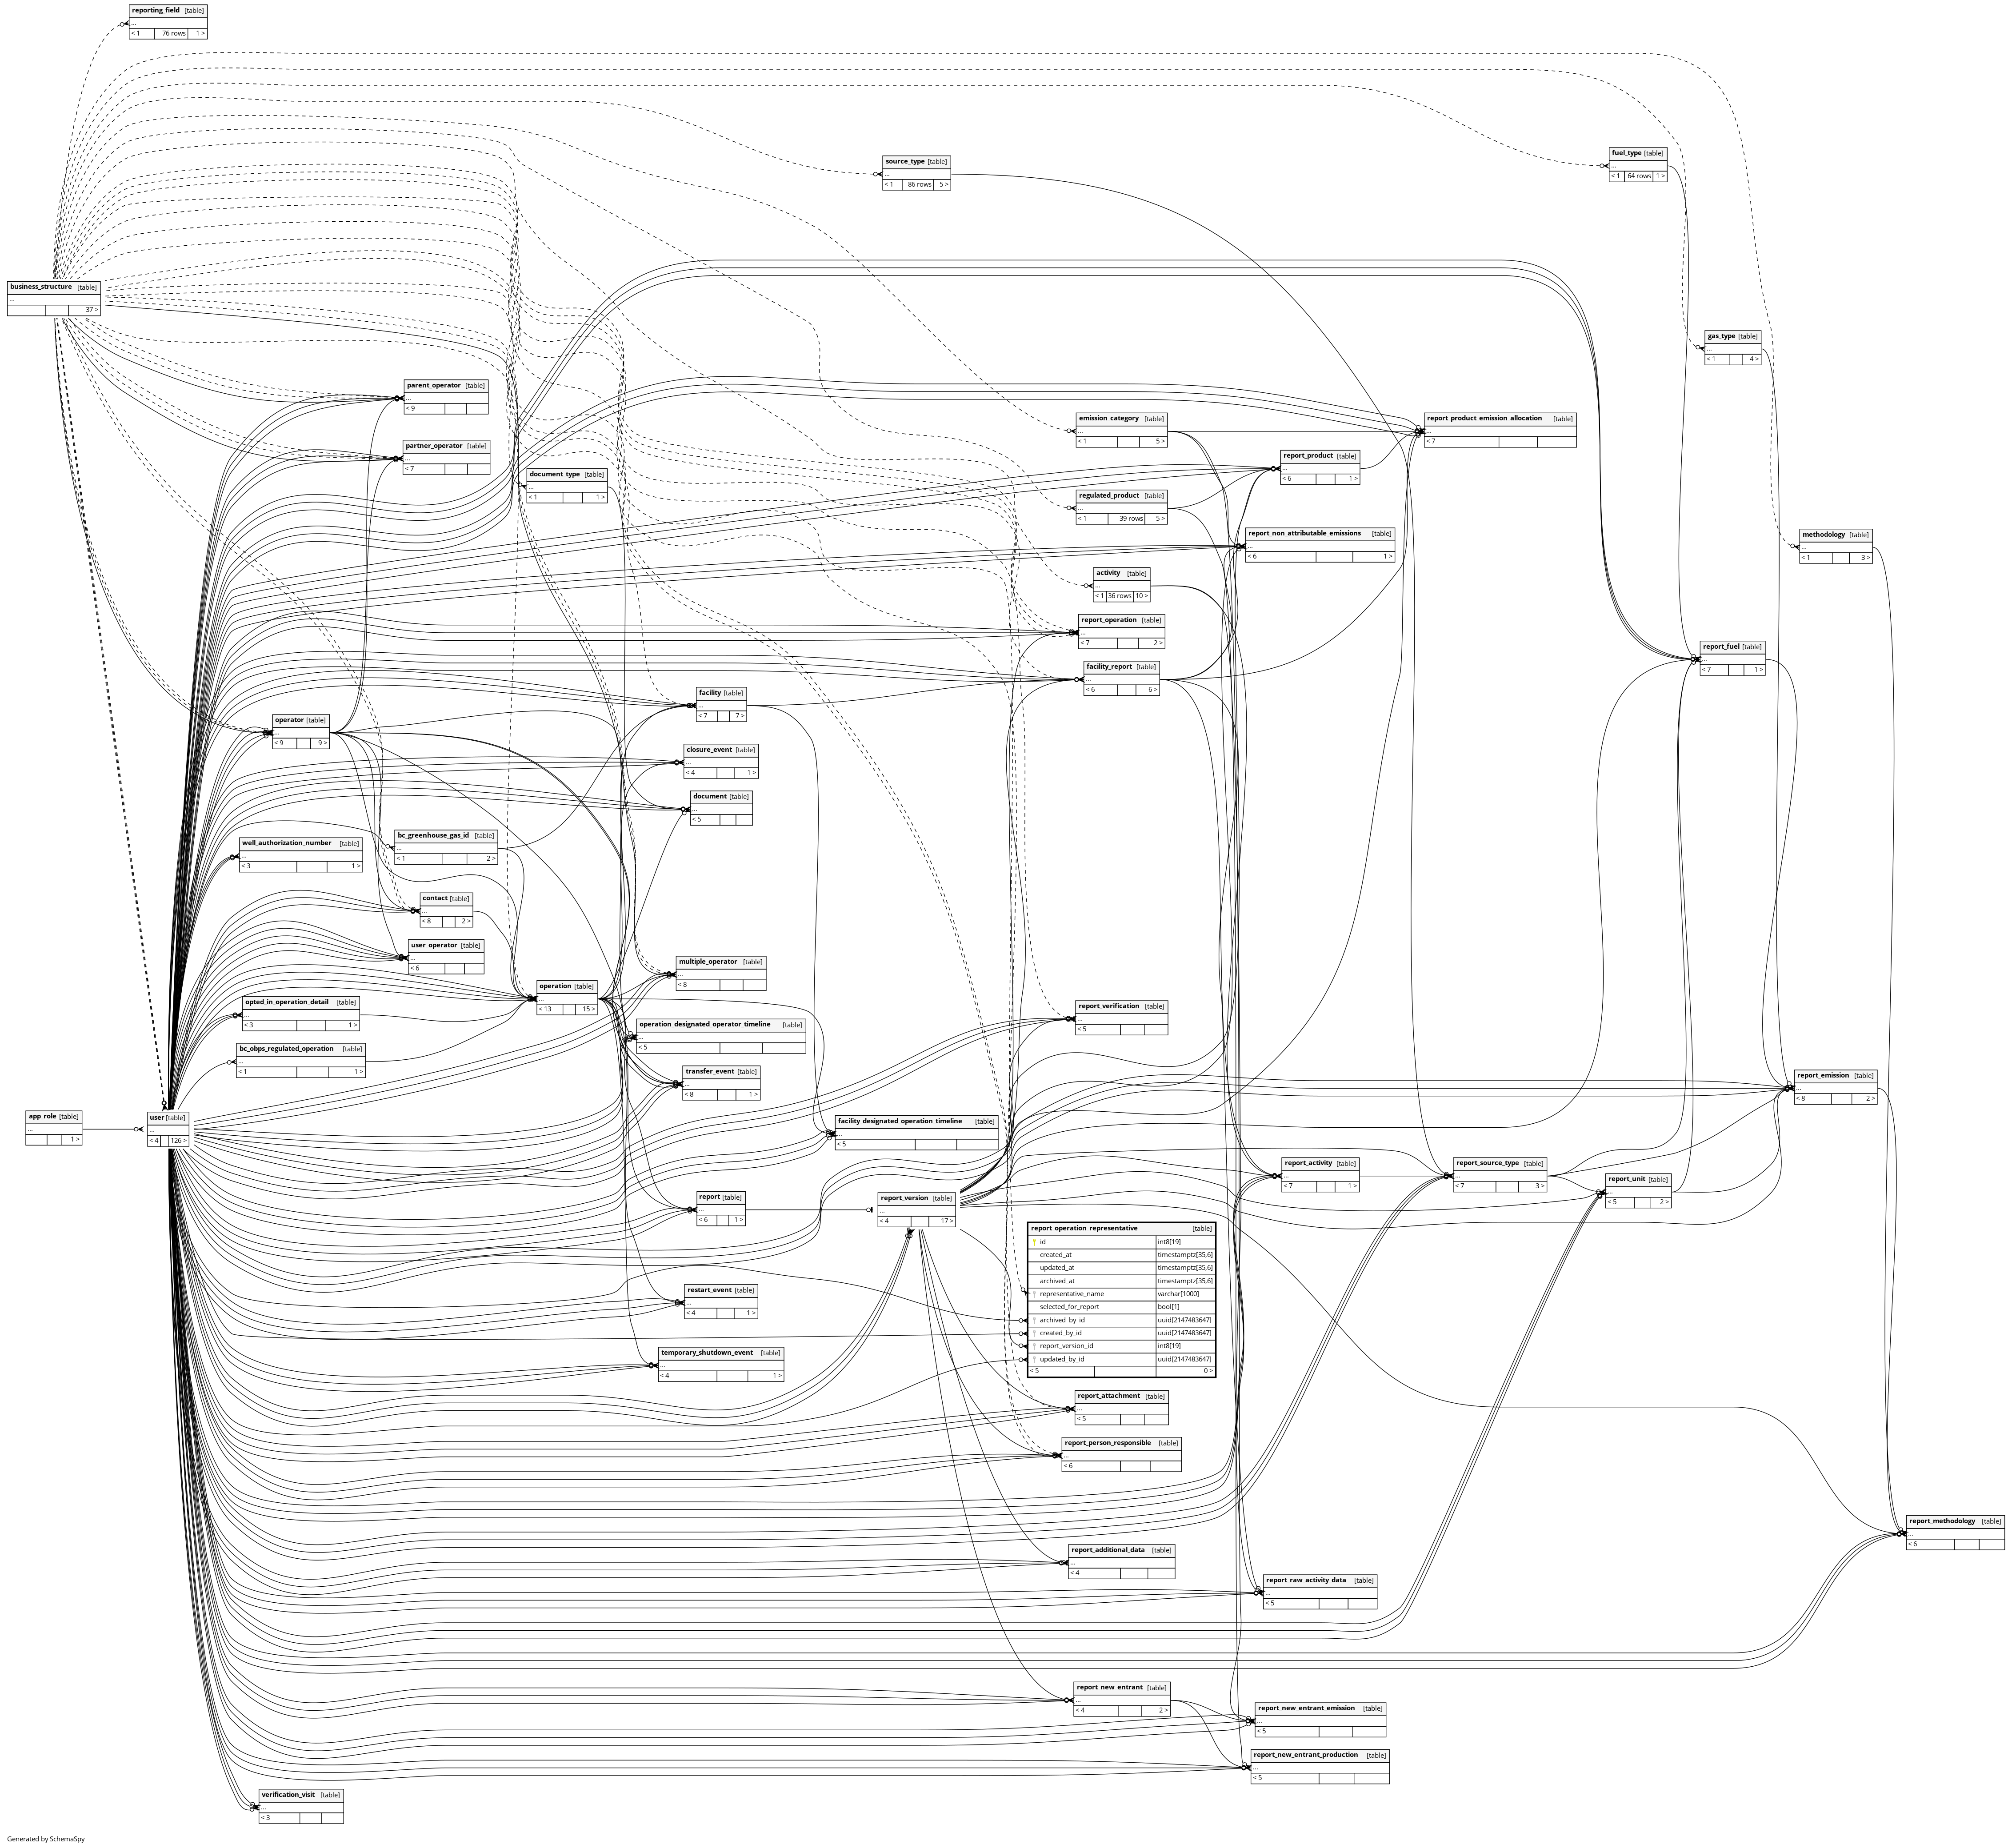 reporting_field [table]
...
< 1 76 rows 1 >
source_type [table]
...
< 1 86 rows 5 >
fuel_type [table]
...
< 1 64 rows 1 >
business_structure [table]
...
37 >
gas_type [table]
...
< 1 4 >
parent_operator [table]
...
< 9
emission_category [table]
...
< 1 5 >
report_product_emission_allocation [table]
...
< 7
partner_operator [table]
...
< 7
report_product [table]
...
< 6 1 >
document_type [table]
...
< 1 1 >
regulated_product [table]
...
< 1 39 rows 5 >
report_non_attributable_emissions [table]
...
< 6 1 >
methodology [table]
...
< 1 3 >
activity [table]
...
< 1 36 rows 10 >
report_operation [table]
...
< 7 2 >
report_fuel [table]
...
< 7 1 >
facility_report [table]
...
< 6 6 >
facility [table]
...
< 7 7 >
operator [table]
...
< 9 9 >
closure_event [table]
...
< 4 1 >
document [table]
...
< 5
bc_greenhouse_gas_id [table]
...
< 1 2 >
well_authorization_number [table]
...
< 3 1 >
contact [table]
...
< 8 2 >
user_operator [table]
...
< 6
multiple_operator [table]
...
< 8
operation [table]
...
< 13 15 >
opted_in_operation_detail [table]
...
< 3 1 >
report_verification [table]
...
< 5
operation_designated_operator_timeline [table]
...
< 5
bc_obps_regulated_operation [table]
...
< 1 1 >
transfer_event [table]
...
< 8 1 >
report_emission [table]
...
< 8 2 >
app_role [table]
...
1 >
user [table]
...
< 4 126 >
facility_designated_operation_timeline [table]
...
< 5
report_activity [table]
...
< 7 1 >
report_source_type [table]
...
< 7 3 >
report_unit [table]
...
< 5 2 >
report [table]
...
< 6 1 >
report_version [table]
...
< 4 17 >
report_operation_representative [table]
id int8[19]
created_at timestamptz[35,6]
updated_at timestamptz[35,6]
archived_at timestamptz[35,6]
representative_name varchar[1000]
selected_for_report bool[1]
archived_by_id uuid[2147483647]
created_by_id uuid[2147483647]
report_version_id int8[19]
updated_by_id uuid[2147483647]
< 5 0 >
restart_event [table]
...
< 4 1 >
temporary_shutdown_event [table]
...
< 4 1 >
report_attachment [table]
...
< 5
report_person_responsible [table]
...
< 6
report_methodology [table]
...
< 6
report_additional_data [table]
...
< 4
report_raw_activity_data [table]
...
< 5
report_new_entrant [table]
...
< 4 2 >
report_new_entrant_emission [table]
...
< 5
report_new_entrant_production [table]
...
< 5
verification_visit [table]
...
< 3
Generated by SchemaSpy